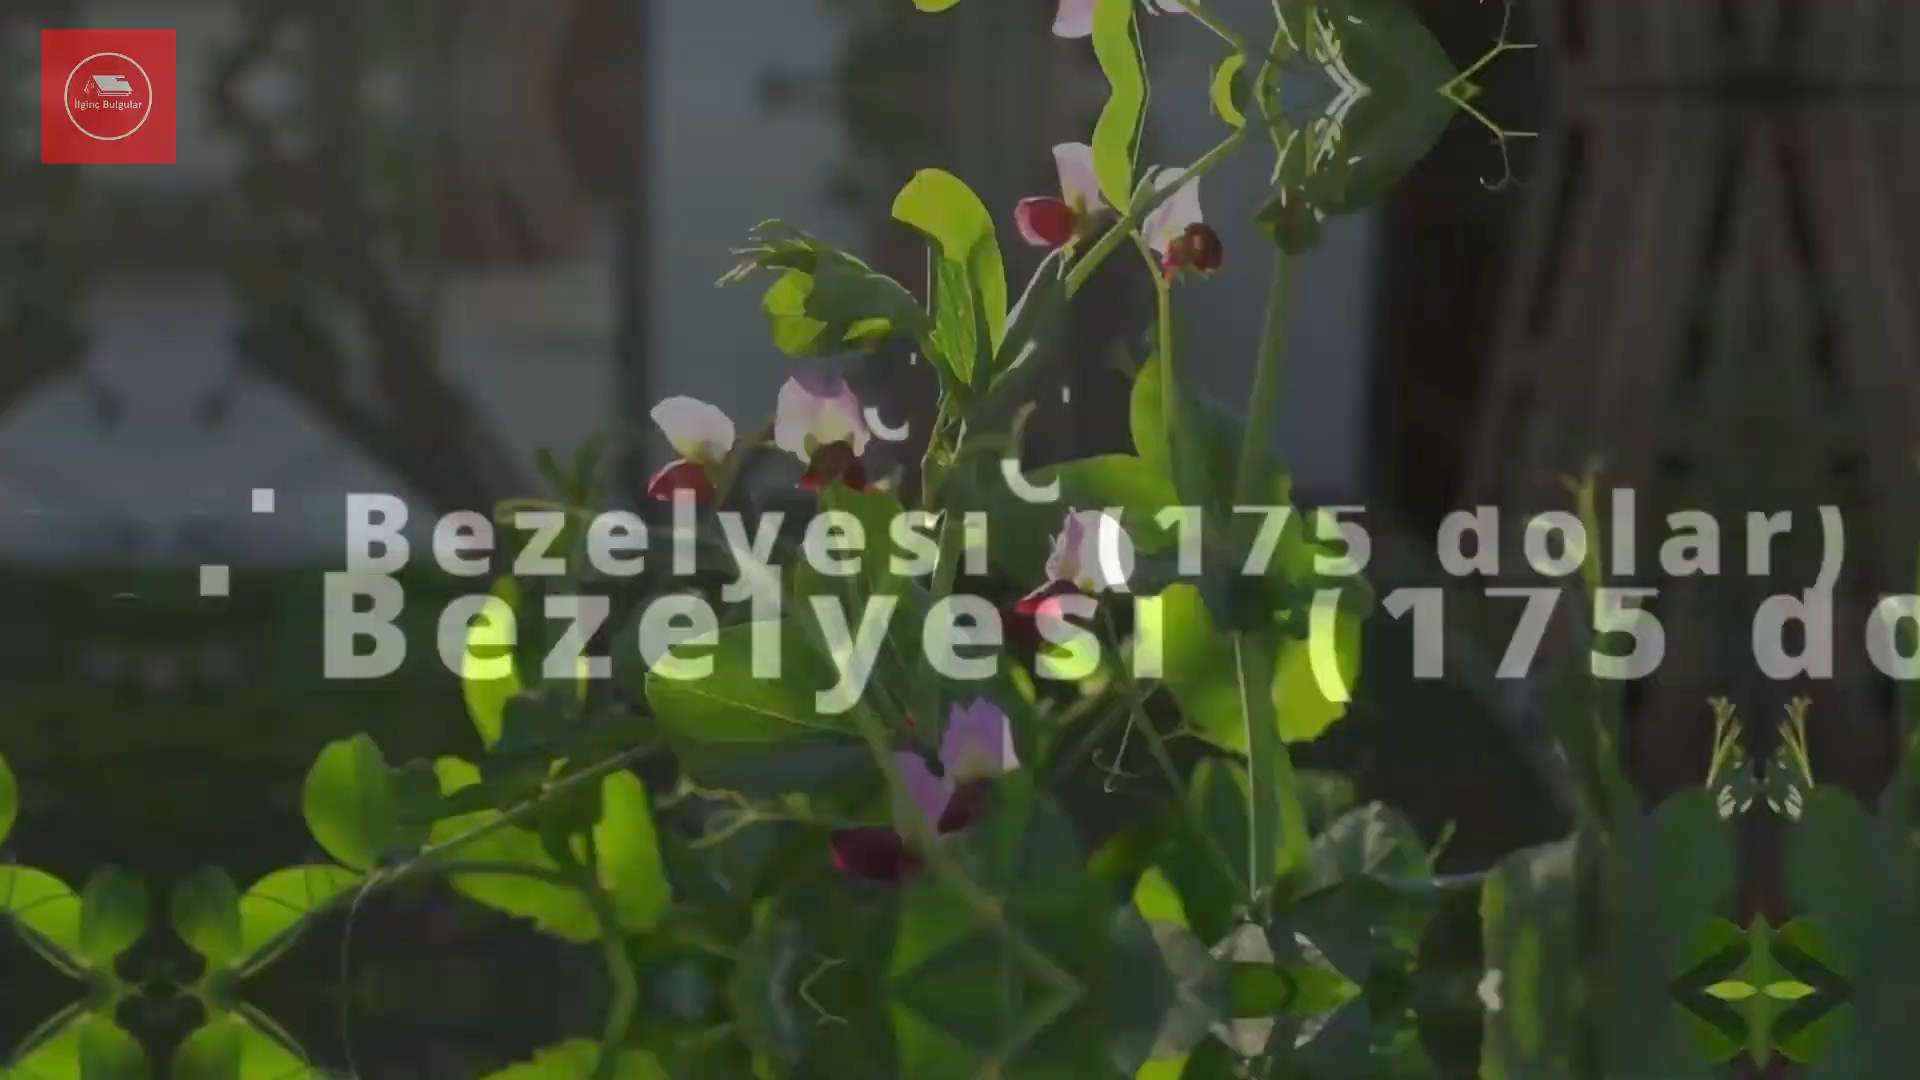 İlginç Bulgular
Bezelyesi (175 dolar)
Bezelyesi (175 do